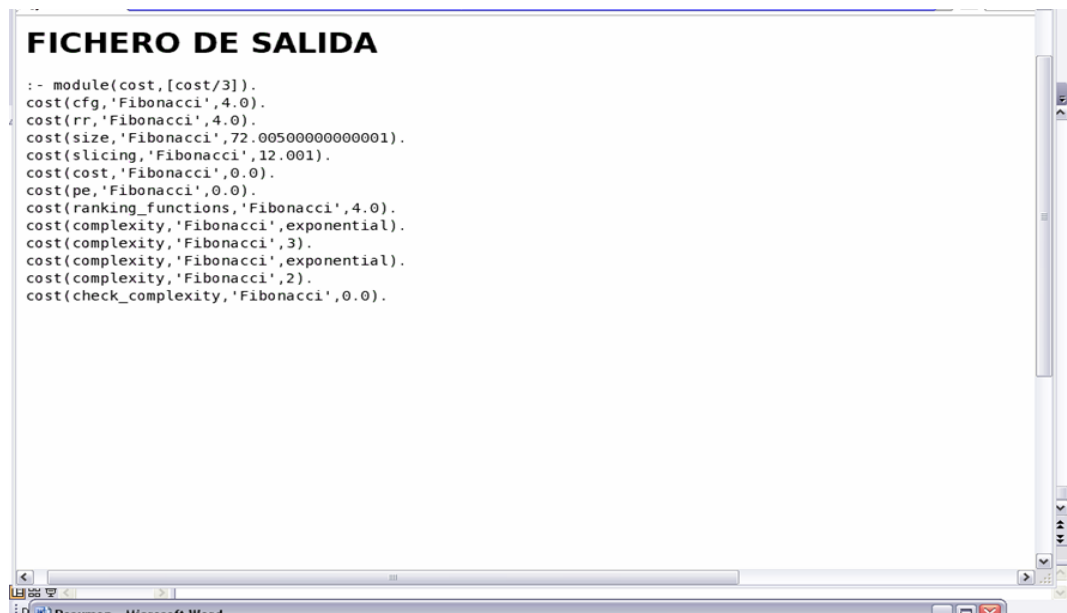 FICHERO DE SALIDA
:- module(cost,[cost/3]).
cost(cfg,'Fibonacci',4.0).
cost(rr,'Fibonacci',4.0).
cost(size,'Fibonacci',72.00500000000001).
cost(slicing,'Fibonacci',12.001).
cost(cost,'Fibonacci',0.0).
cost(pe,'Fibonacci',0.0).
cost(ranking_functions,'Fibonacci',4.0).
cost(complexity,'Fibonacci',exponential).
cost(complexity,'Fibonacci',3).
cost(complexity,'Fibonacci',exponential).
cost(complexity,'Fibonacci',2).
cost(check_complexity,'Fibonacci',0.0).
Microsoft Word